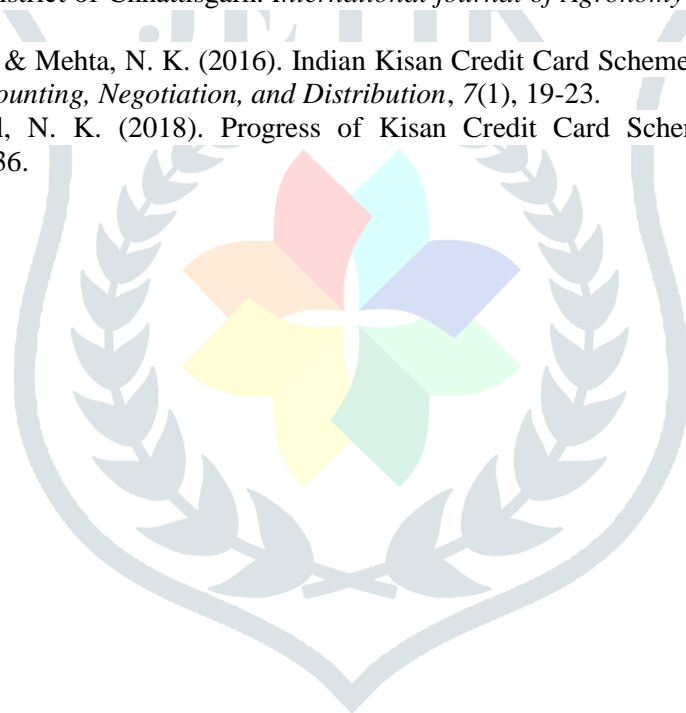 istrict of Chhattisgarh. International Journal of Agronomy
& Mehta, N. K. (2016). Indian Kisan Credit Card Scheme
ounting, Negotiation, and Distribution, 7(1), 19-23.
l, N. K. (2018). Progress of Kisan Credit Card Schem
36.